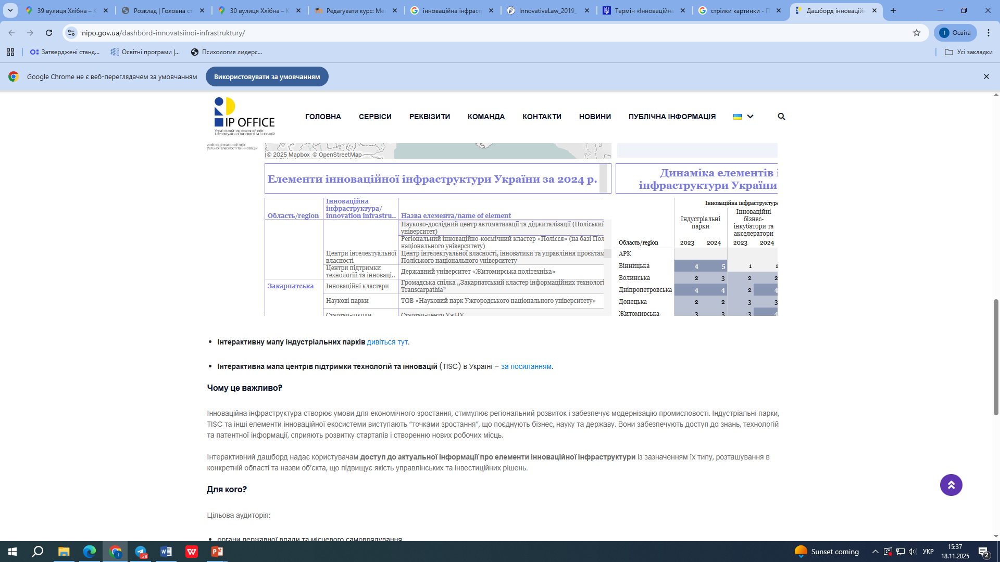 39 вулиця Хлібна – К
Розклад | Головна ст
30 вулиця Хлібна – К
Редагувати курс: Ме
інноваційна інфраст
InnovativeLaw_2019_
Термін «Інноваційна
стрілки картинки - П
Дашборд інноваційн
nipo.gov.ua/dashbord-innovatsiinoi-infrastruktury/
І Освіта
Затверджені станд...
Освітні програми |...
Психология лидерс...
Усі закладки
Google Chrome не є веб-переглядачем за умовчанням
Використовувати за умовчанням
IP OFFICE
Український національний офіс
інтелектуальної власності та інновацій
ГОЛОВНА СЕРВІСИ РЕКВІЗИТИ КОМАНДА КОНТАКТИ НОВИНИ ПУБЛІЧНА ІНФОРМАЦІЯ
кий національний офіс
уальної власності та інновацій
© 2025 Mapbox © OpenStreetMap
Елементи інноваційної інфраструктури України за 2024 р.
Область/region
Інноваційна
інфраструктура/
innovation infrastru..
Назва елемента/name of element
Науково-дослідний центр автоматизації та діджиталізації (Поліський
університет)
Регіональний інноваційно-космічний кластер «Полісся» (на базі Пол
національного університету)
Центри інтелектуальної
власності
Центр інтелектуальної власності, інноватики та управління проєктам
Поліського національного університету
Центри підтримки
технологій та інноваці..
Державний університет «Житомирська політехніка»
Закарпатська
Інноваційні кластери
Громадська спілка „Закарпатський кластер інформаційних технологі
Transcarpathia”
Наукові парки
ТОВ «Науковий парк Ужгородського національного університету»
Стартап-школи
Стартап-центр УжНУ
Динаміка елементів і
інфраструктури України
Інноваційна інфраструктура
Індустріальні
парки
Інноваційні
бізнес-
інкубатори та
акселератори
Область/region 2023 2024 2023 2024
АРК
Вінницька 4 5 1 1
Волинська 2 3 2 2
Дніпропетровська 4 4 2 4
Донецька 2 2 3 3
Житомирська 3 3 3 4
• Інтерактивну мапу індустріальних парків дивіться тут.
• Інтерактивна мапа центрів підтримки технологій та інновацій (TISC) в Україні – за посиланням.
Чому це важливо?
Інноваційна інфраструктура створює умови для економічного зростання, стимулює регіональний розвиток і забезпечує модернізацію промисловості. Індустріальні парки,
TISC та інші елементи інноваційної екосистеми виступають “точками зростання”, що поєднують бізнес, науку та державу. Вони забезпечують доступ до знань, технологій
та патентної інформації, сприяють розвитку стартапів і створенню нових робочих місць.
Інтерактивний дашборд надає користувачам доступ до актуальної інформації про елементи інноваційної інфраструктури із зазначенням їх типу, розташування в
конкретній області та назви об’єкта, що підвищує якість управлінських та інвестиційних рішень.
Для кого?
Цільова аудиторія:
• органи державної влади та місцевого самоврядування
.28
Sunset coming
УКР
15:37
18.11.2025
2